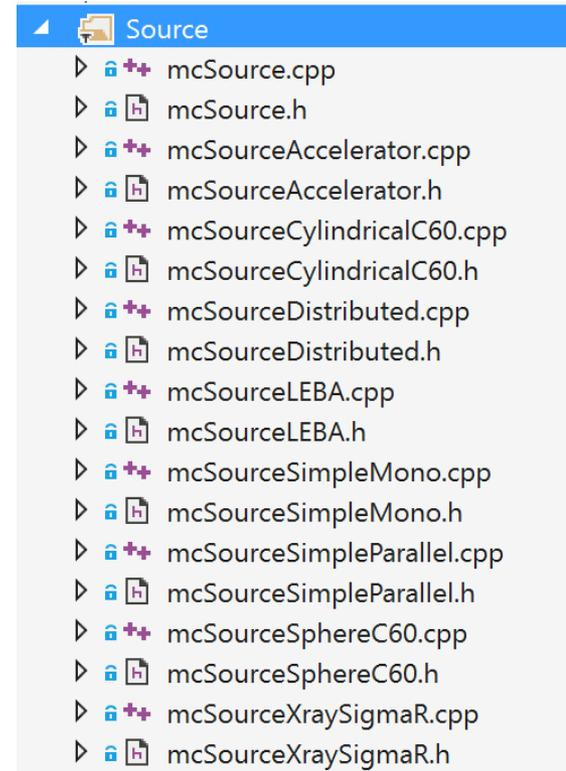 Source
mcSource.cpp
mcSource.h
mcSourceAccelerator.cpp
mcSourceAccelerator.h
mcSourceCylindricalC60.cpp
mcSourceCylindricalC60.h
mcSourceDistributed.cpp
mcSourceDistributed.h
mcSourceLEBA.cpp
mcSourceLEBA.h
mcSourceSimpleMono.cpp
mcSourceSimpleMono.h
mcSourceSimpleParallel.cpp
mcSourceSimpleParallel.h
mcSourceSphereC60.cpp
mcSourceSphereC60.h
mcSourceXraySigmaR.cpp
mcSourceXraySigmaR.h